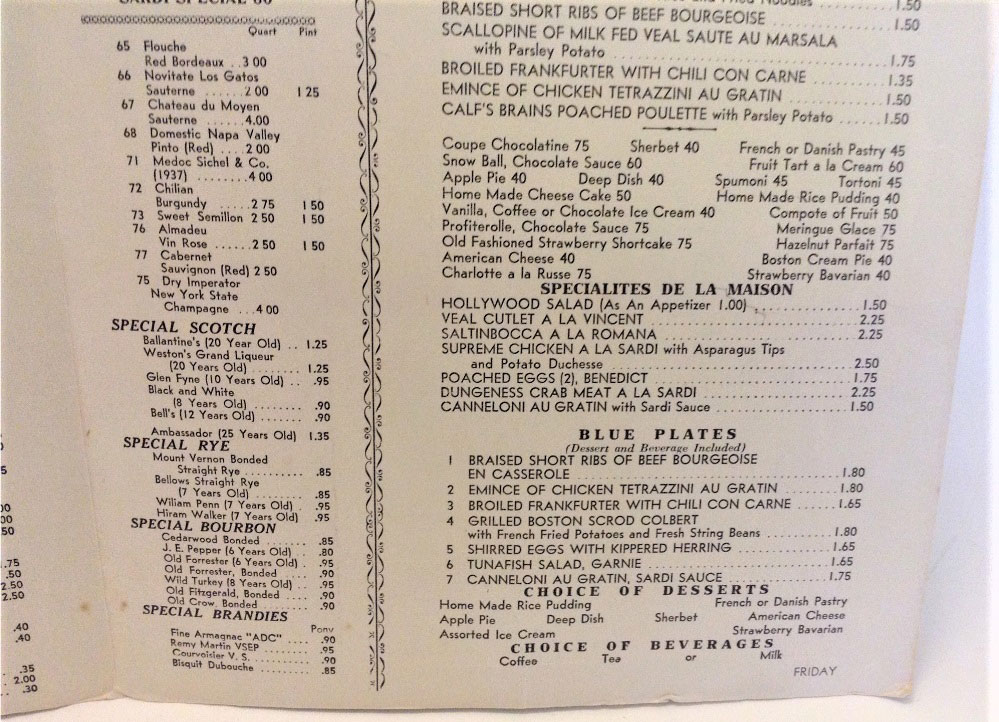 SARDI SPECIAL 60
Quart Pint
65 Flouche
Red Bordeaux .. 3 00
66 Novitate Los Gatos
Sauterne ...... 2 00 1 25
67 Chateau du Moyen
Sauterne ...... 4.00
68 Domestic Napa Valley
Pinto (Red) .... 2 00
71 Medoc Sichel & Co.
(1937) ........ 4 00
72 Chilian
Burgundy ..... 2 75 1 50
73 Sweet Semillon 2 50 1 50
76 Almadeu
Vin Rose ...... 2 50 1 50
77 Cabernet
Sauvignon (Red) 2 50
75 Dry Imperator
New York State
Champagne ... 4 00
SPECIAL SCOTCH
Ballantine's (20 Year Old) .. 1.25
Weston's Grand Liqueur
(20 Years Old) ....... 1.25
Glen Fyne (10 Years Old) .. .95
Black and White
(8 Years Old) ........ .90
Bell's (12 Years Old) ........ .90
Ambassador (25 Years Old) 1.35
SPECIAL RYE
Mount Vernon Bonded
Straight Rye .......... .85
Bellows Straight Rye
(7 Years Old) ........ .85
William Penn (7 Years Old) . .95
Hiram Walker (7 Years Old) .95
SPECIAL BOURBON
Cedarwood Bonded ........ .85
J. E. Pepper (6 Years Old) . .80
Old Forrester (6 Years Old) . .95
Old Forrester, Bonded .... .90
Wild Turkey (8 Years Old) . .95
Old Fitzgerald, Bonded .... .90
Old Crow, Bonded ........ .90
SPECIAL BRANDIES
Pony
Fine Armagnac "ADC" .... .90
Remy Martin VSEP ........ .95
Courvoisier V. S. .......... .90
Bisquit Dubouche ......... .85
.75
.50
2.50
2.50
.40
.40
.35
2.00
.30
and Fried Noodles 1.50
BRAISED SHORT RIBS OF BEEF BOURGEOISE ........ 1.50
SCALLOPINE OF MILK FED VEAL SAUTE AU MARSALA
with Parsley Potato ........ 1.75
BROILED FRANKFURTER WITH CHILI CON CARNE ........ 1.35
EMINCE OF CHICKEN TETRAZZINI AU GRATIN ........ 1.50
CALF'S BRAINS POACHED POULETTE with Parsley Potato ...... 1.50
Coupe Chocolatine 75 Sherbet 40 French or Danish Pastry 45
Snow Ball, Chocolate Sauce 60 Fruit Tart a la Cream 60
Apple Pie 40 Deep Dish 40 Spumoni 45 Tortoni 45
Home Made Cheese Cake 50 Home Made Rice Pudding 40
Vanilla, Coffee or Chocolate Ice Cream 40 Compote of Fruit 50
Profiterolle, Chocolate Sauce 75 Meringue Glace 75
Old Fashioned Strawberry Shortcake 75 Hazelnut Parfait 75
American Cheese 40 Boston Cream Pie 40
Charlotte a la Russe 75 Strawberry Bavarian 40
SPECIALITES DE LA MAISON
HOLLYWOOD SALAD (As An Appetizer 1.00) ........ 1.50
VEAL CUTLET A LA VINCENT ........ 2.25
SALTINBOCCA A LA ROMANA ........ 2.25
SUPREME CHICKEN A LA SARDI with Asparagus Tips
and Potato Duchesse ........ 2.50
POACHED EGGS (2), BENEDICT ........ 1.75
DUNGENESS CRAB MEAT A LA SARDI ........ 2.25
CANNELONI AU GRATIN with Sardi Sauce ........ 1.50
BLUE PLATES
(Dessert and Beverage Included)
1 BRAISED SHORT RIBS OF BEEF BOURGEOISE
EN CASSEROLE ........ 1.80
2 EMINCE OF CHICKEN TETRAZZINI AU GRATIN ........ 1.80
3 BROILED FRANKFURTER WITH CHILI CON CARNE ...... 1.65
4 GRILLED BOSTON SCROD COLBERT
with French Fried Potatoes and Fresh String Beans ........ 1.80
5 SHIRRED EGGS WITH KIPPERED HERRING ........ 1.65
6 TUNAFISH SALAD, GARNIE ........ 1.65
7 CANNELONI AU GRATIN, SARDI SAUCE ........ 1.75
CHOICE OF DESSERTS
Home Made Rice Pudding French or Danish Pastry
Apple Pie Deep Dish Sherbet American Cheese
Assorted Ice Cream Strawberry Bavarian
CHOICE OF BEVERAGES
Coffee Tea or Milk
FRIDAY